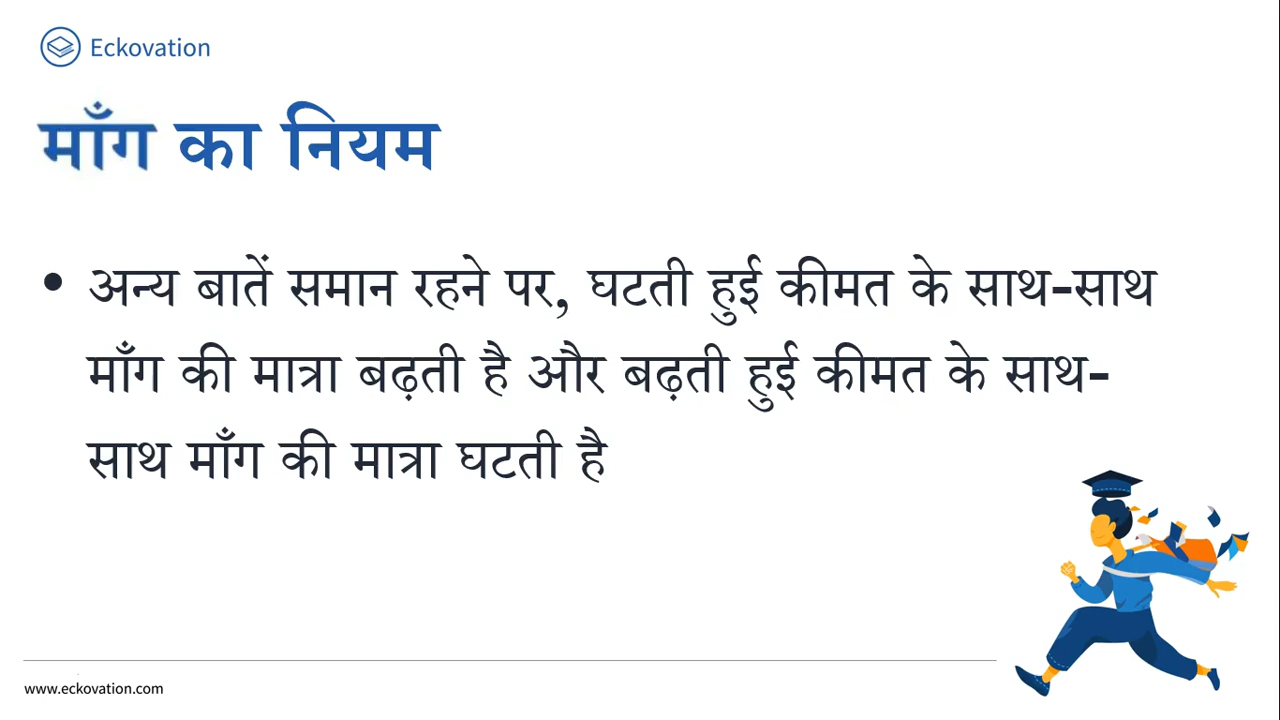 Eckovation
माँग का नियम
• अन्य बातें समान रहने पर, घटती हुई कीमत के साथ-साथ
माँग की मात्रा बढ़ती है और बढ़ती हुई कीमत के साथ-
साथ माँग की मात्रा घटती है
www.eckovation.com